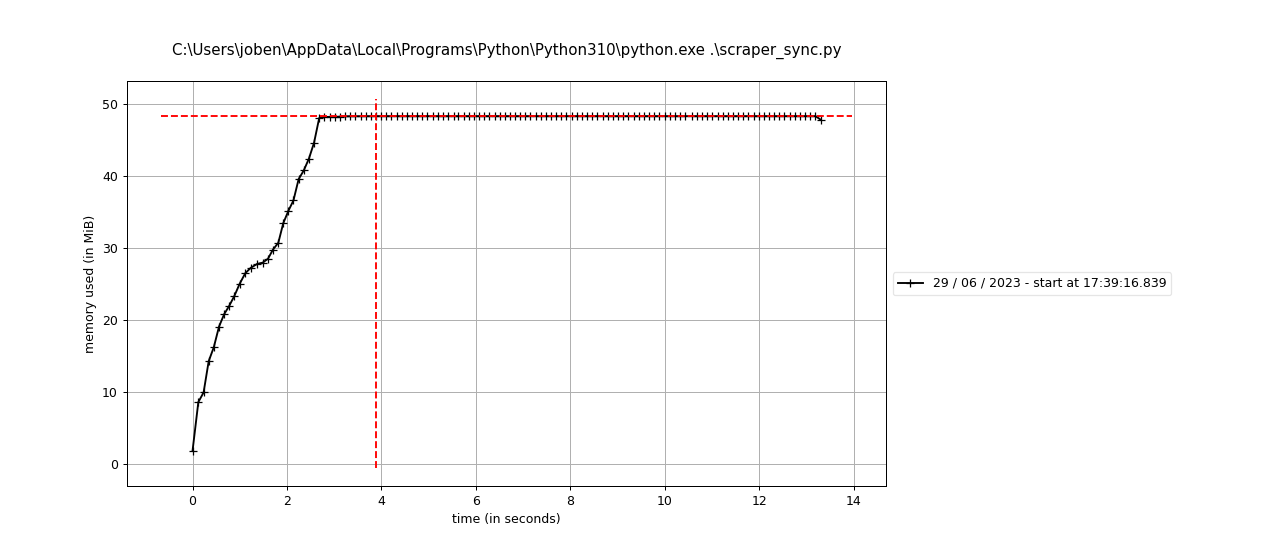 C:\Users\joben\AppData\Local\Programs\Python\Python310\python.exe .\scraper_sync.py
50
40
30
20
10
0
memory used (in MiB)
0 2 4 6 8 10 12 14
time (in seconds)
29 / 06 / 2023 - start at 17:39:16.839